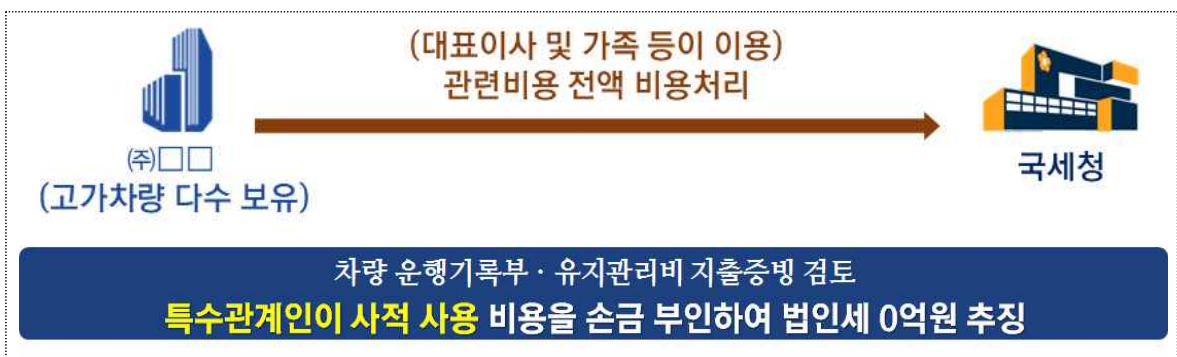 (대표이사 및 가족 등이 이용)
관련비용 전액 비용처리
㈜□□
(고가차량 다수 보유)
국세청
차량 운행기록부 · 유지관리비 지출증빙 검토
특수관계인이 사적 사용 비용을 손금 부인하여 법인세 0억원 추징